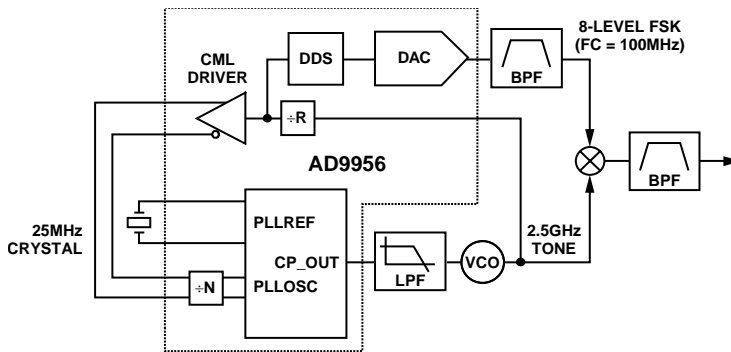 8-LEVEL FSK
(FC = 100MHz)
CML
DRIVER
DDS
DAC
BPF
÷R
AD9956
BPF
25MHz
CRYSTAL
PLLREF
CP_OUT
PLLOSC
÷N
LPF
VCO
2.5GHz
TONE